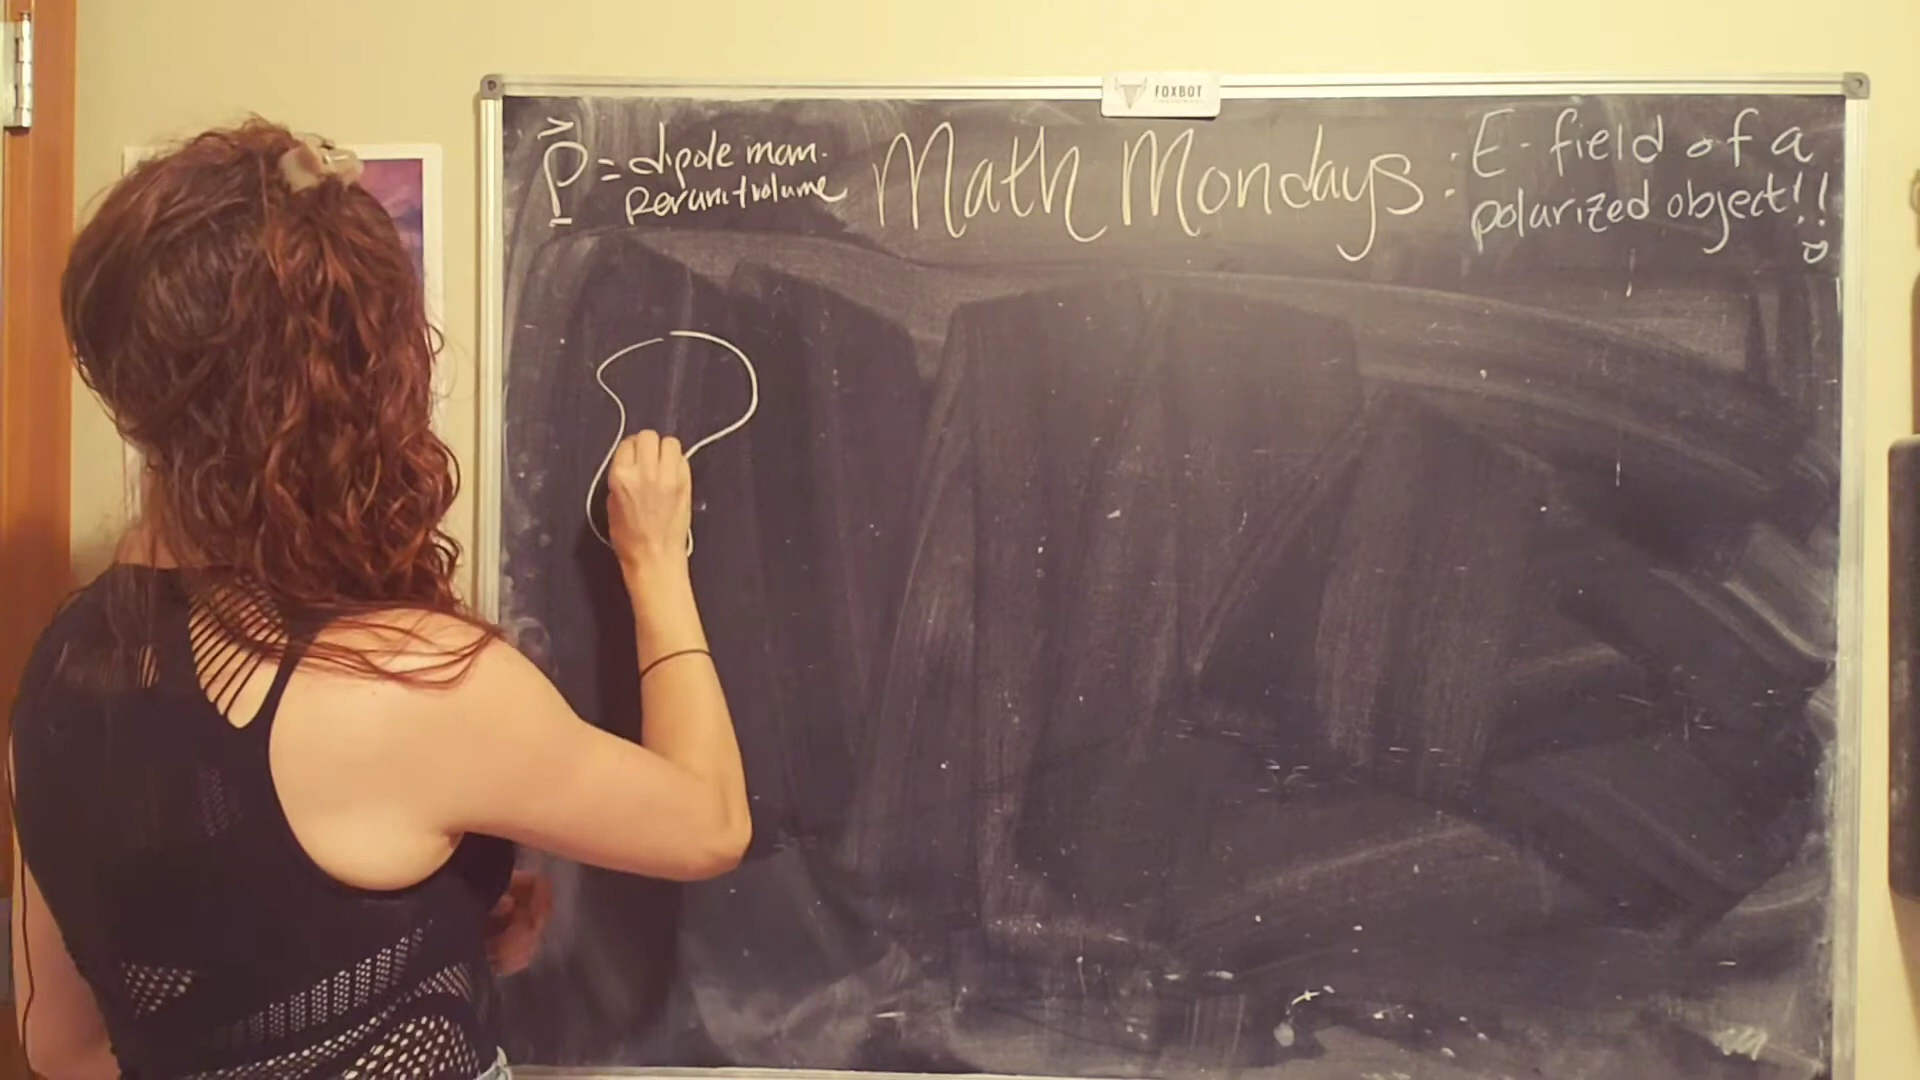 FOXBOT
P = dipole mom.
per unit volume
Math Mondays:
E-field of a
polarized object!!